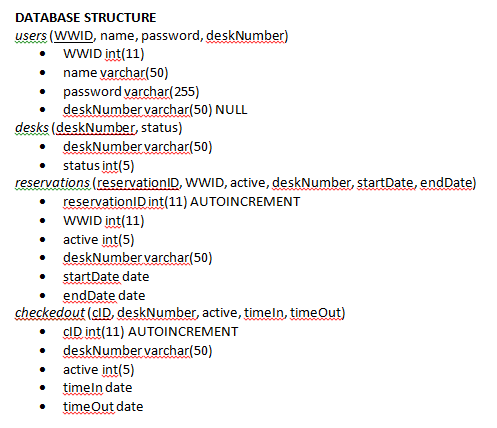 DATABASE STRUCTURE
users (WWID, name, password, deskNumber)
• WWID int(11)
• name varchar(50)
• password varchar(255)
• deskNumber varchar(50) NULL
desks (deskNumber, status)
• deskNumber varchar(50)
• status int(5)
reservations (reservationID, WWID, active, deskNumber, startDate, endDate)
• reservationID int(11) AUTOINCREMENT
• WWID int(11)
• active int(5)
• deskNumber varchar(50)
• startDate date
• endDate date
checkedout (cID, deskNumber, active, timeIn, timeOut)
• cID int(11) AUTOINCREMENT
• deskNumber varchar(50)
• active int(5)
• timeIn date
• timeOut date